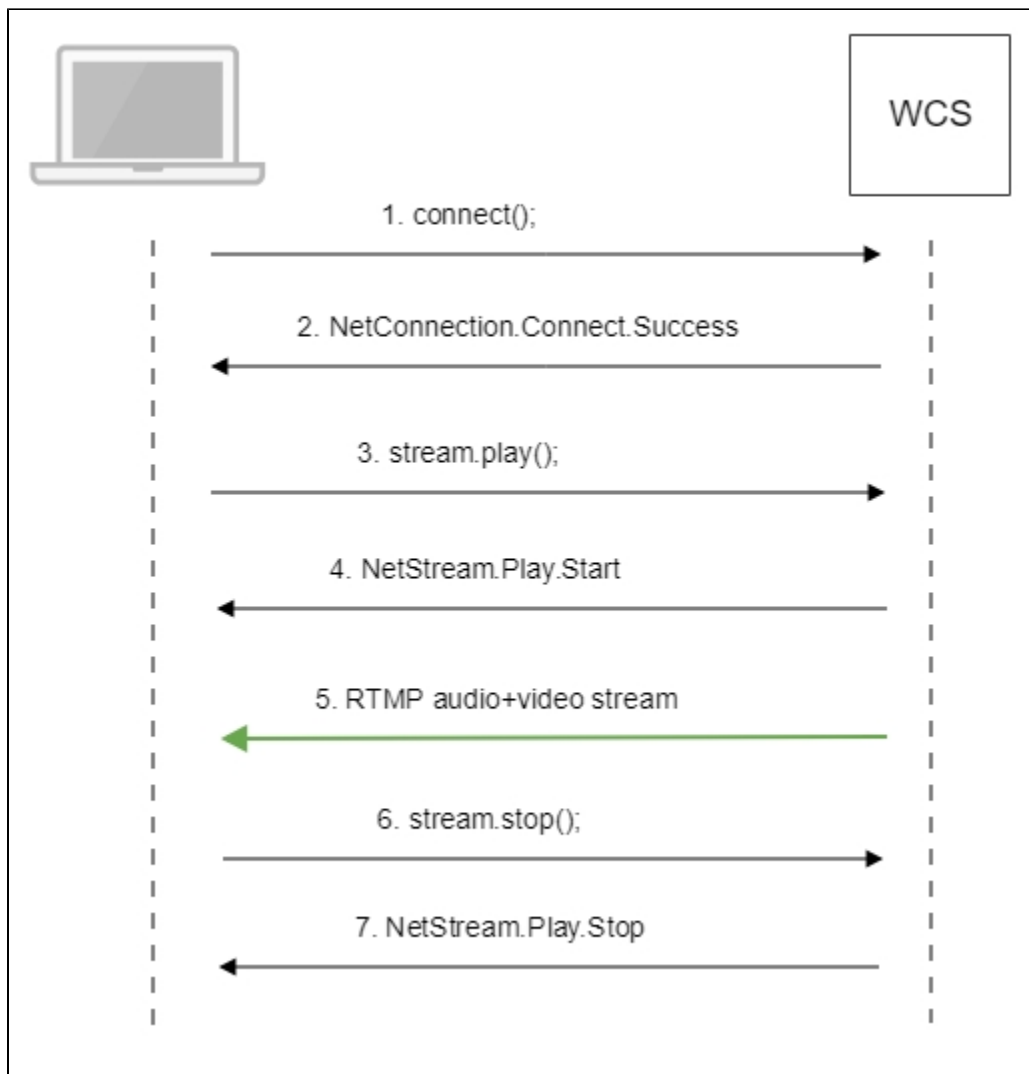 WCS
1. connect();
2. NetConnection.Connect.Success
3. stream.play();
4. NetStream.Play.Start
5. RTMP audio+video stream
6. stream.stop();
7. NetStream.Play.Stop